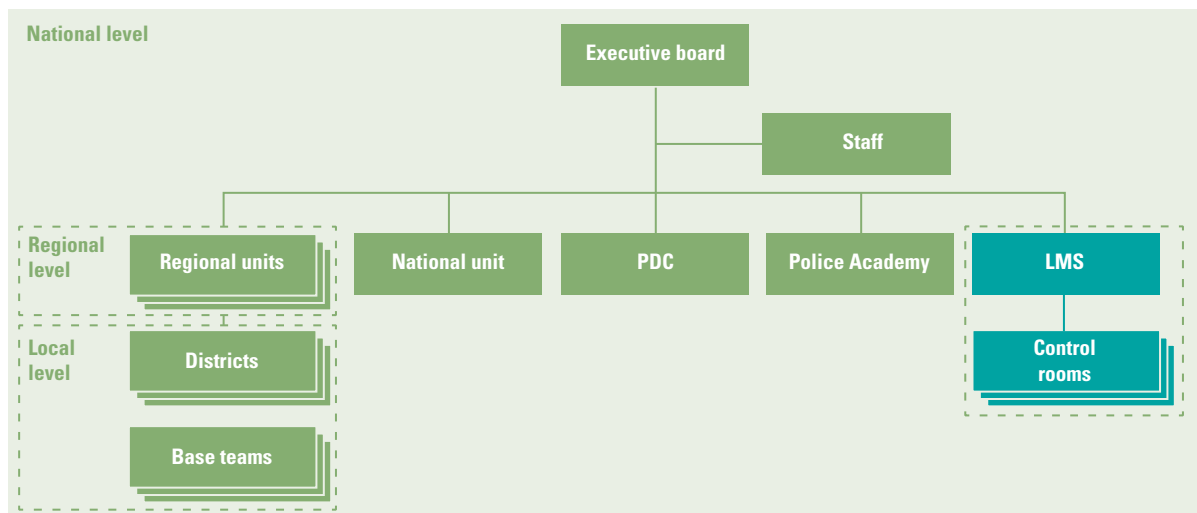 National level
Executive board
Staff
Regional
level
Regional units
National unit
PDC
Police Academy
LMS
Local
level
Districts
Control
rooms
Base teams